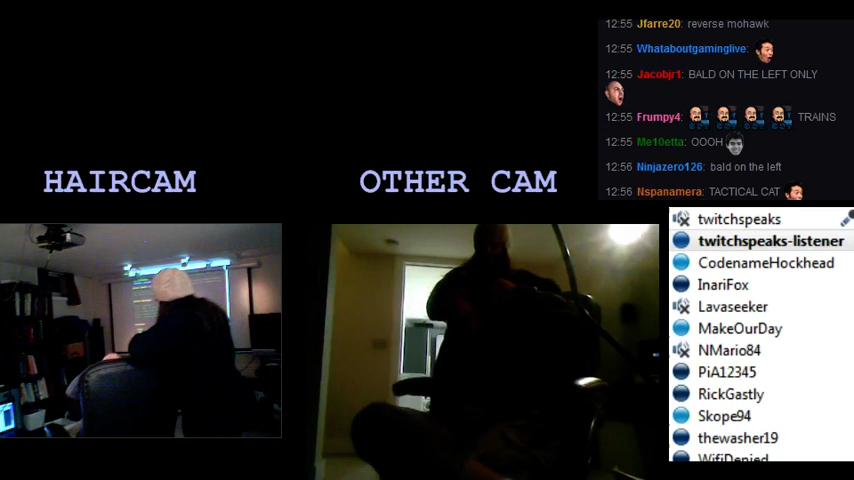 12:55 Jfarre20: reverse mohawk
12:55 Whataboutgaminglive:
12:55 Jacobjr1: BALD ON THE LEFT ONLY
12:55 Frumpy4: TRAINS
12:55 Me10etta: OOOH
12:56 Ninjazero126: bald on the left
12:56 Nspanamera: TACTICAL CAT
HAIRCAM
OTHER CAM
twitchspeaks
twitchspeaks-listener
CodenameHockhead
InariFox
Lavaseeker
MakeOurDay
NMario84
PiA12345
RickGastly
Skope94
thewasher19
WifiDenied